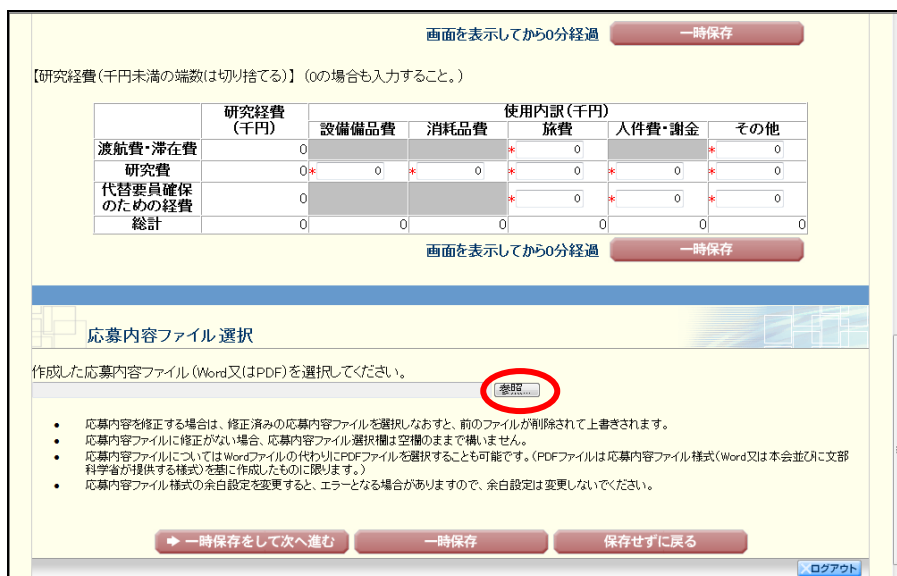 画面を表示してから0分経過 一時保存
【研究経費(千円未満の端数は切り捨てる)】(0の場合も入力すること。)
研究経費 使用内訳(千円)
(千円) 設備備品費 消耗品費 旅費 人件費・謝金 その他
渡航費・滞在費 0 * 0 * 0
研究費 0 * 0 * 0 * 0 * 0 * 0
代替要員確保
のための経費 0 * 0 * 0 * 0
総計 0 0 0 0 0 0
画面を表示してから0分経過 一時保存
応募内容ファイル選択
作成した応募内容ファイル(Word又はPDF)を選択してください。
参照...
• 応募内容を修正する場合は、修正済みの応募内容ファイルを選択しなおすと、前のファイルが削除されて上書きされます。
• 応募内容ファイルに修正がない場合、応募内容ファイル選択欄は空欄のままで構いません。
• 応募内容ファイルについてはWordファイルの代わりにPDFファイルを選択することも可能です。(PDFファイルは応募内容ファイル様式(Word又は本会並びに文部
科学省が提供する様式)を基に作成したものに限ります。)
• 応募内容ファイル様式の余白設定を変更すると、エラーとなる場合がありますので、余白設定は変更しないでください。
一時保存をして次へ進む 一時保存 保存せずに戻る
ログアウト